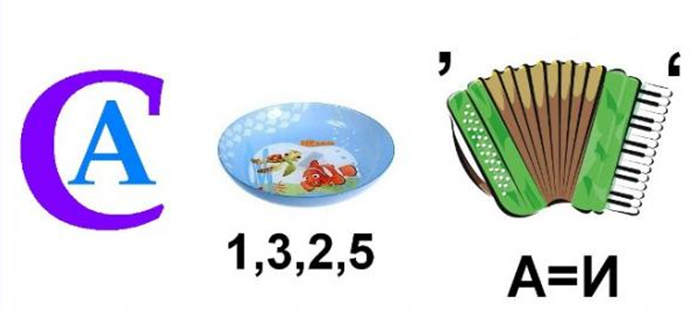 СА
,
‘
1,3,2,5
А=И